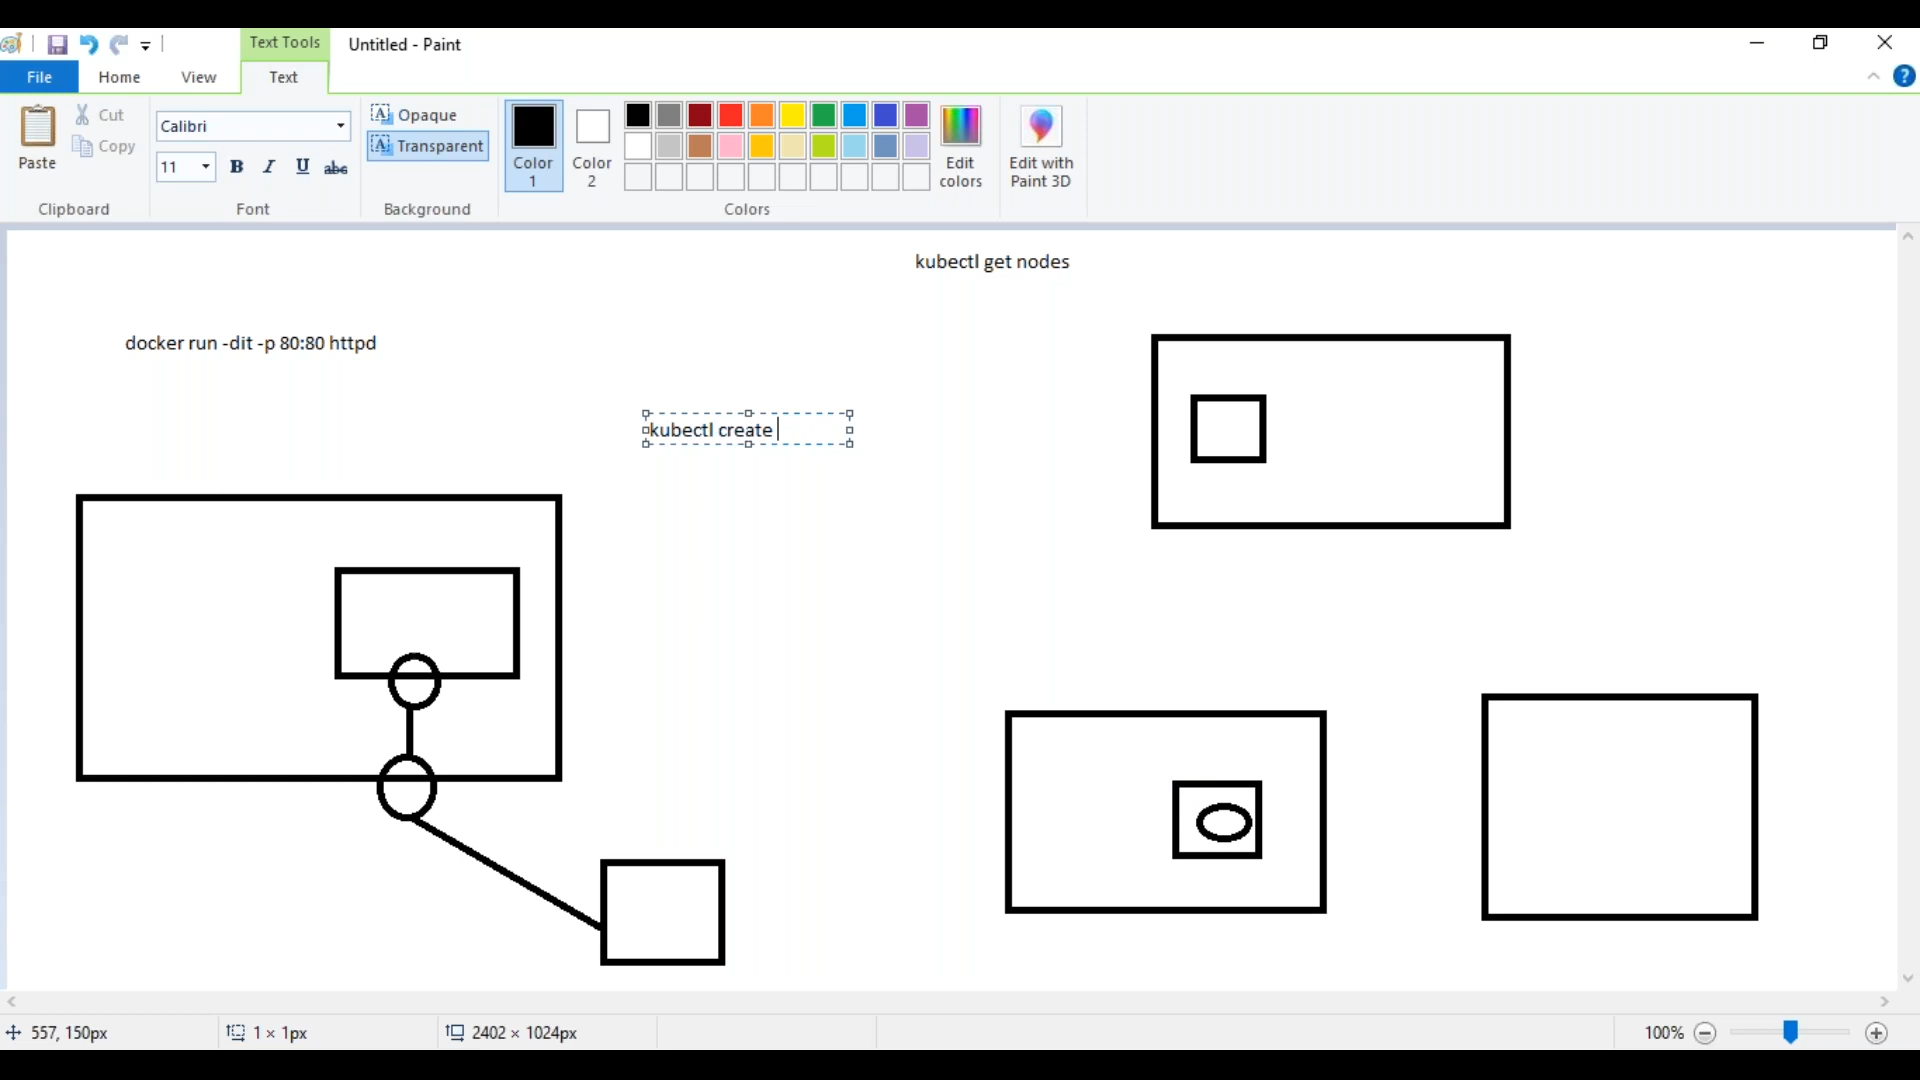 Text Tools
Untitled - Paint
File
Home
View
Text
Paste
Cut
Copy
Clipboard
Calibri
11
B I U abc
Font
Opaque
Transparent
Background
Color 1
Color 2
Colors
Edit colors
Edit with Paint 3D
?
kubectl get nodes
docker run -dit -p 80:80 httpd
kubectl create
557, 150px
1 × 1px
2402 × 1024px
100%